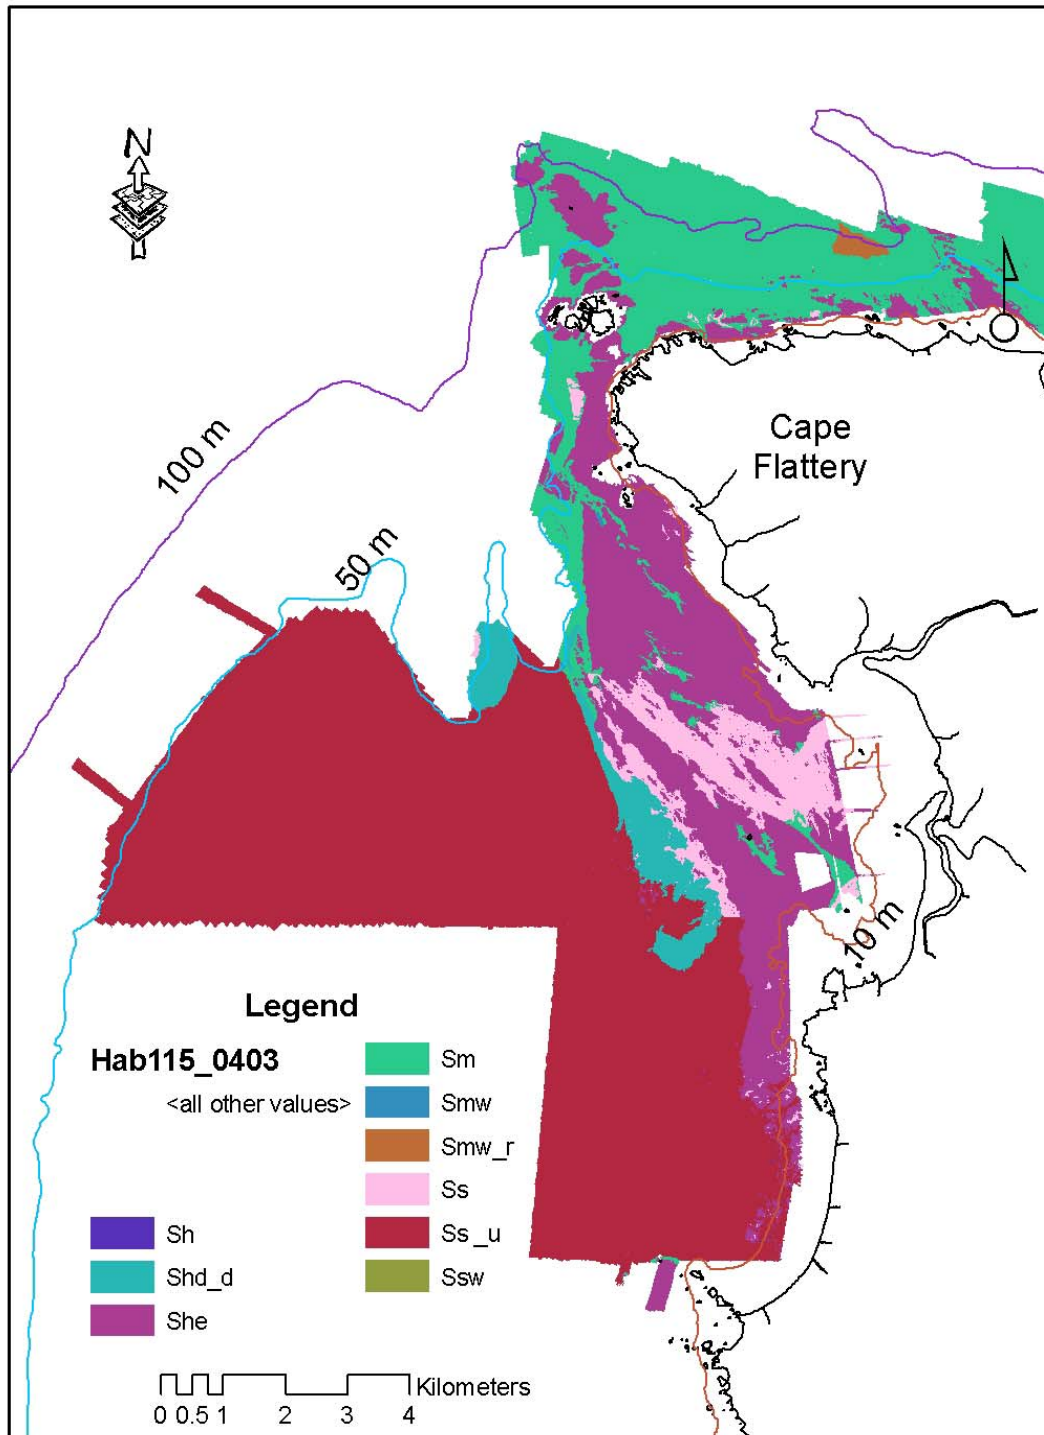 N
Cape
Flattery
100 m
50 m
10 m
Legend
Hab115_0403
<all other values>
Sh
Shd_d
She
Sm
Smw
Smw_r
Ss
Ss_u
Ssw
Kilometers
0 0.5 1 2 3 4